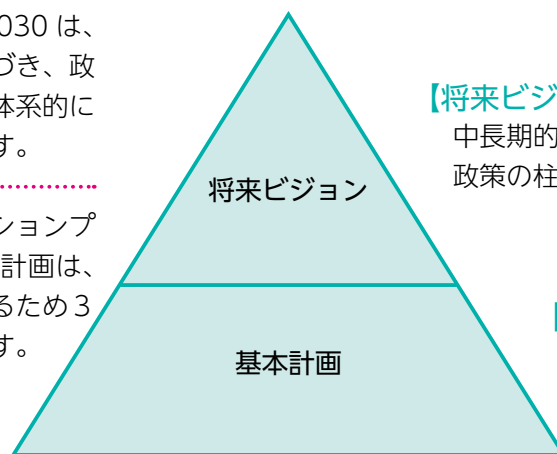 030 は、
づき、政
体系的に
す。
ションプ
計画は、
るため３
す。
将来ビジョン
基本計画
【将来ビジ
中長期的
政策の柱
【